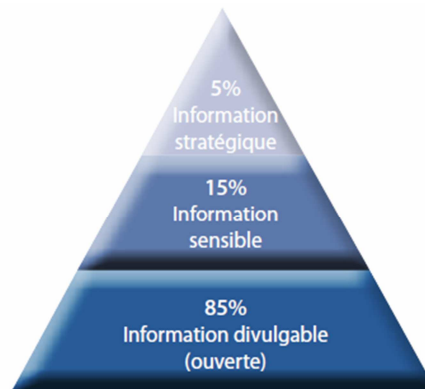 5%
Information
stratégique
15%
Information
sensible
85%
Information divulgable
(ouverte)